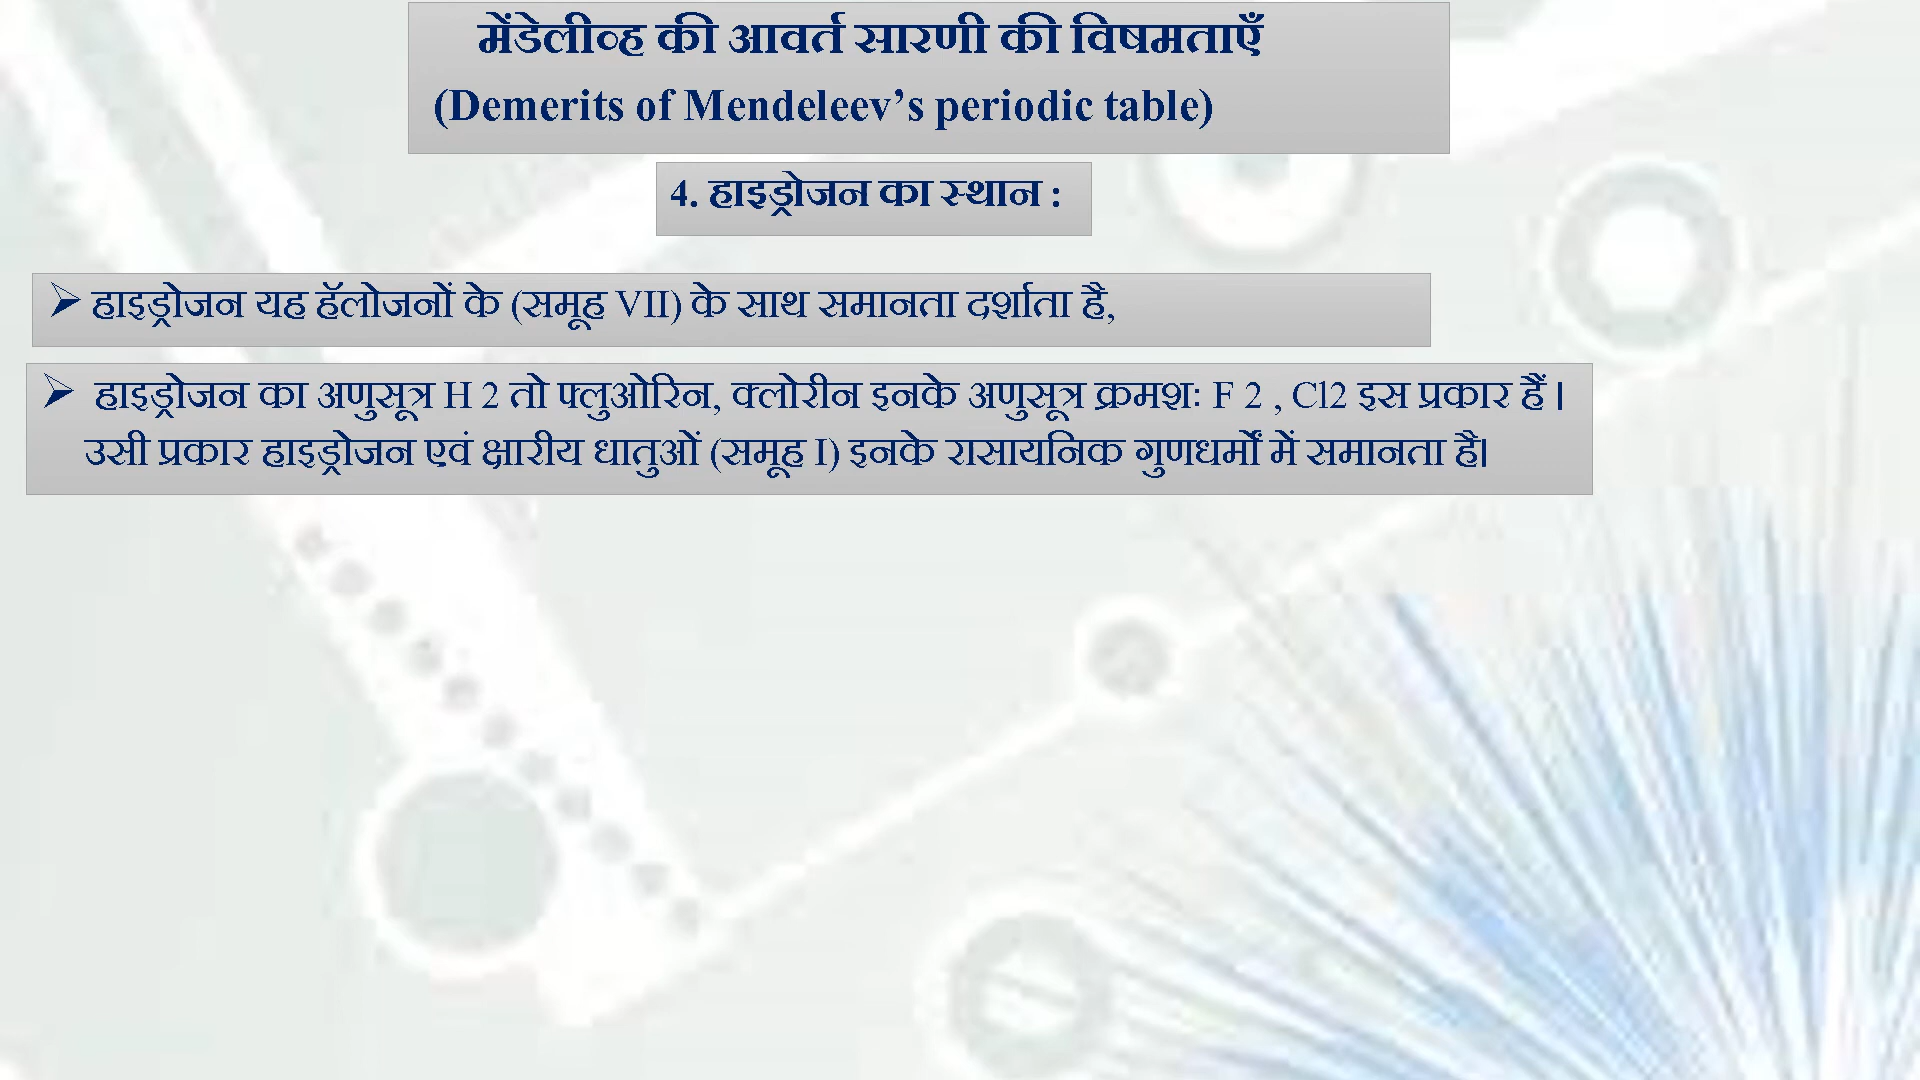 मेंडेलीव्ह की आवर्त सारणी की विषमताएँ
(Demerits of Mendeleev’s periodic table)
4. हाइड्रोजन का स्थान :
➢ हाइड्रोजन यह हॅलोजनों के (समूह VII) के साथ समानता दर्शाता है,
➢ हाइड्रोजन का अणुसूत्र H 2 तो फ्लुओरिन, क्लोरीन इनके अणुसूत्र क्रमशः F 2 , Cl2 इस प्रकार हैं ।
उसी प्रकार हाइड्रोजन एवं क्षारीय धातुओं (समूह I) इनके रासायनिक गुणधर्मों में समानता है।